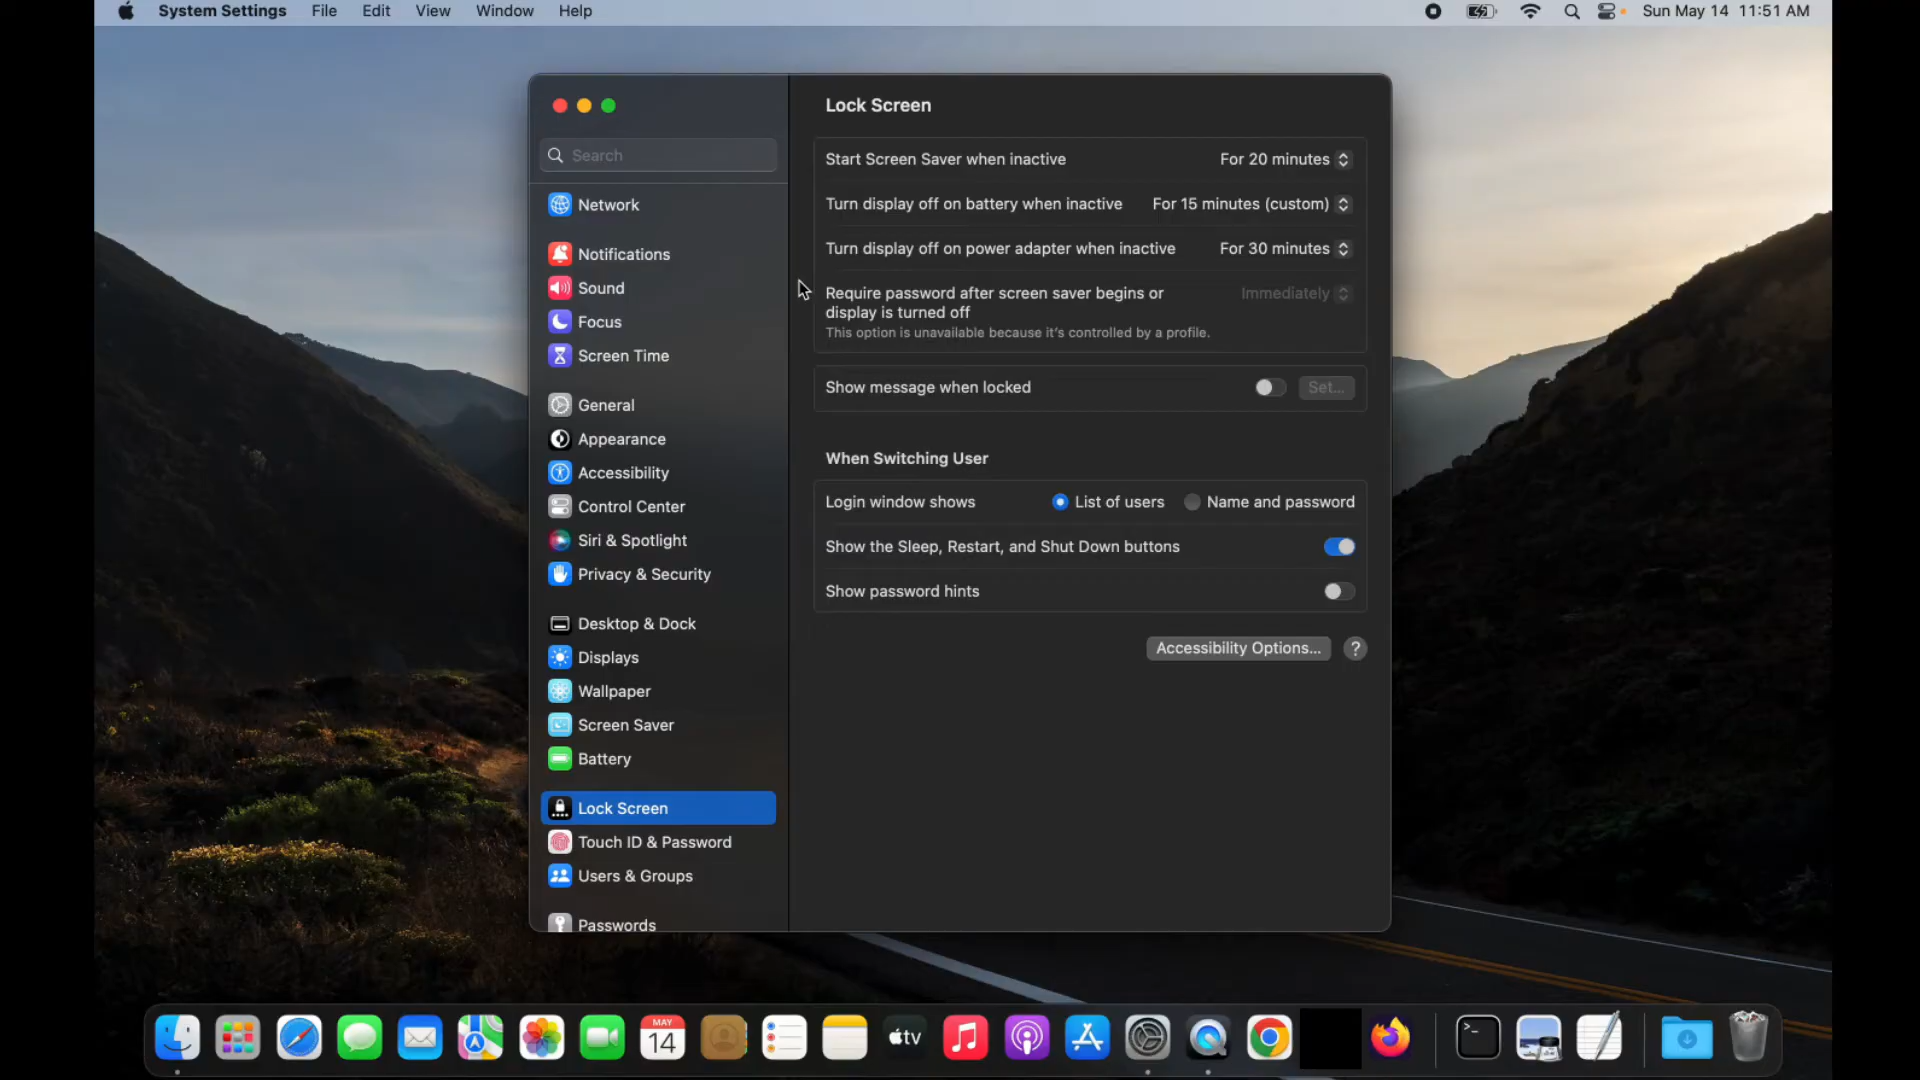 System Settings File Edit View Window Help Sun May 14 11:51 AM
Lock Screen
Search
Network
Notifications
Sound
Focus
Screen Time
General
Appearance
Accessibility
Control Center
Siri & Spotlight
Privacy & Security
Desktop & Dock
Displays
Wallpaper
Screen Saver
Battery
Lock Screen
Touch ID & Password
Users & Groups
Passwords
Start Screen Saver when inactive For 20 minutes
Turn display off on battery when inactive For 15 minutes (custom)
Turn display off on power adapter when inactive For 30 minutes
Require password after screen saver begins or Immediately
display is turned off
This option is unavailable because it's controlled by a profile.
Show message when locked Set...
When Switching User
Login window shows List of users Name and password
Show the Sleep, Restart, and Shut Down buttons
Show password hints
Accessibility Options... ?
MAY
14
tv